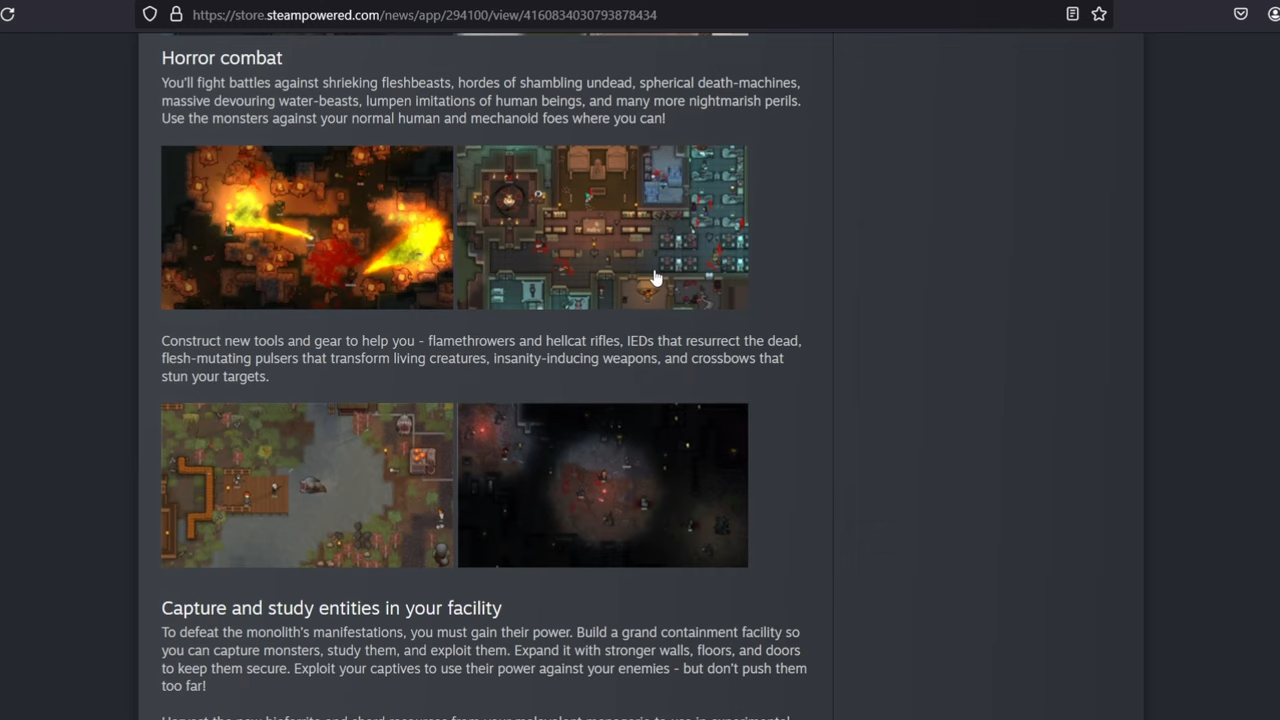 https://store.steampowered.com/news/app/294100/view/4160834030793878434
Horror combat
You'll fight battles against shrieking fleshbeasts, hordes of shambling undead, spherical death-machines,
massive devouring water-beasts, lumpen imitations of human beings, and many more nightmarish perils.
Use the monsters against your normal human and mechanoid foes where you can!
Construct new tools and gear to help you - flamethrowers and hellcat rifles, IEDs that resurrect the dead,
flesh-mutating pulsers that transform living creatures, insanity-inducing weapons, and crossbows that
stun your targets.
Capture and study entities in your facility
To defeat the monolith's manifestations, you must gain their power. Build a grand containment facility so
you can capture monsters, study them, and exploit them. Expand it with stronger walls, floors, and doors
to keep them secure. Exploit your captives to use their power against your enemies - but don't push them
too far!